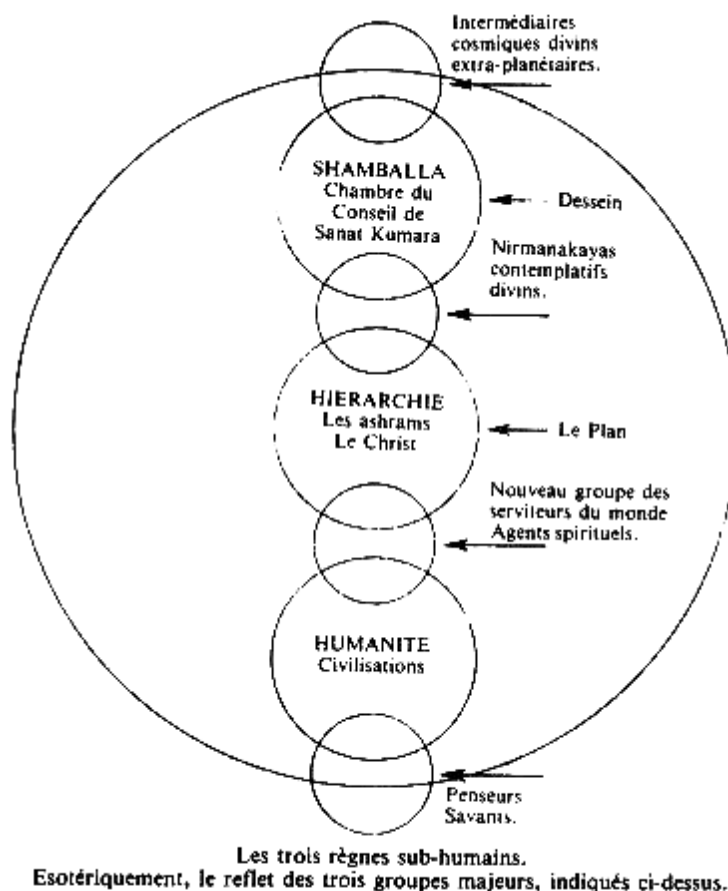 Intermédiaires
cosmiques divins
extra-planétaires.
SHAMBALLA
Chambre du
Conseil de
Sanat Kumara
Dessein
Nirmanakayas
contemplatifs
divins.
HIERARCHIE
Les ashrams
Le Christ
Le Plan
Nouveau groupe des
serviteurs du monde
Agents spirituels.
HUMANITE
Civilisations
Penseurs
Savants.
Les trois règnes sub-humains.
Esotériquement, le reflet des trois groupes majeurs, indiqués ci-dessus.